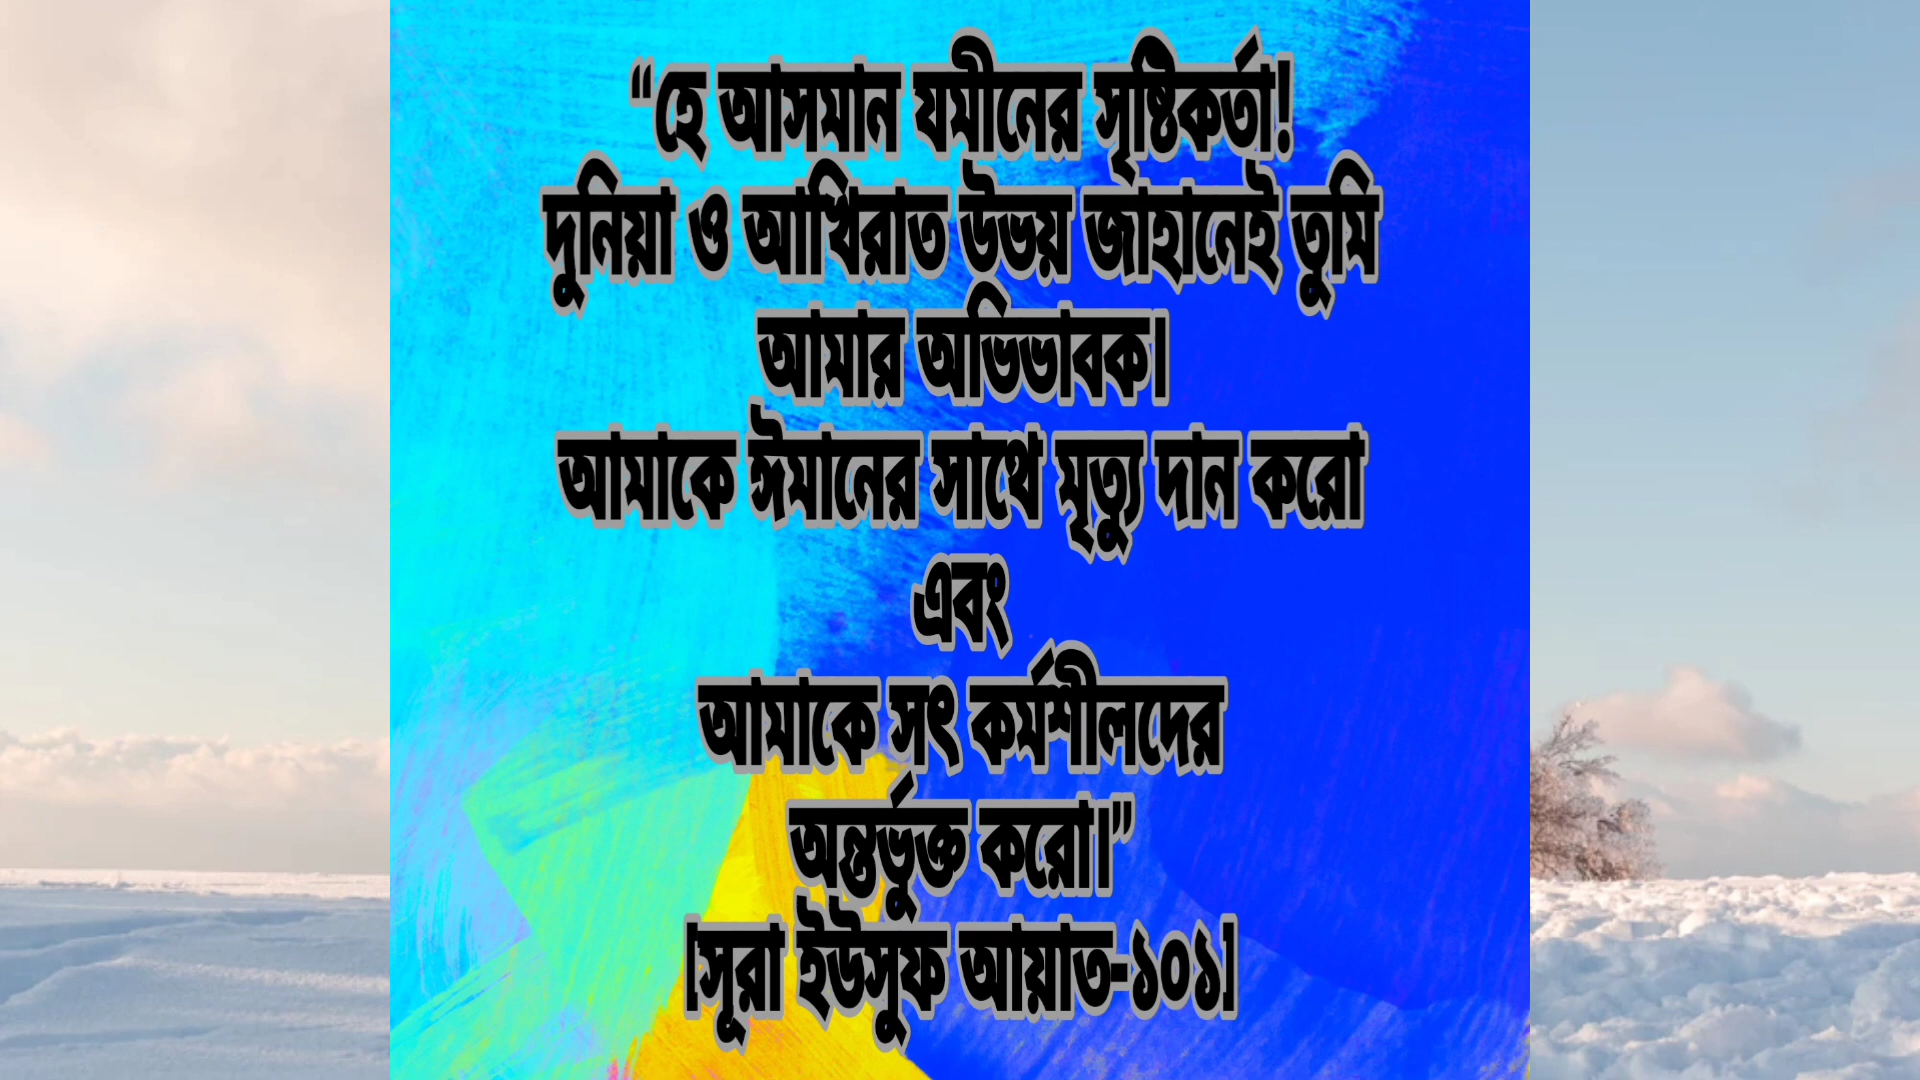 “হে আসমান যমীনের সৃষ্টিকর্তা!
দুনিয়া ও আখিরাত উভয় জাহানেই তুমি
আমার অভিভাবক।
আমাকে ঈমানের সাথে মৃত্যু দান করো
এবং
আমাকে সৎ কর্মশীলদের
অন্তর্ভুক্ত করো।”
[সূরা ইউসুফ আয়াত-১০১]